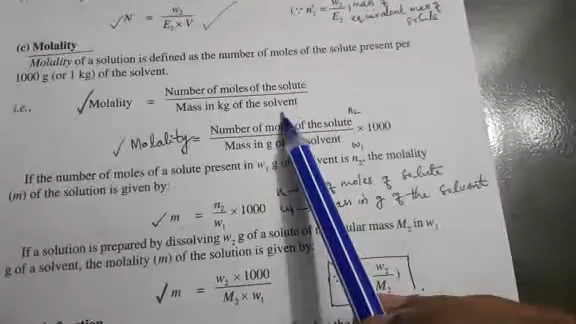 ✓N = w₂ / E₂ × V ✓
(∵ n'₂ = w₂ / E₂ , mass of
equivalent mass of
solute
(c) Molality
Molality of a solution is defined as the number of moles of the solute present per
1000 g (or 1 kg) of the solvent.
i.e., ✓Molality = Number of moles of the solute / Mass in kg of the solvent
✓ Molality = Number of of the solute / Mass in g solvent × 1000
n₂
w₁
If the number of moles of a solute present in w₁ g of solvent is n₂, the molality
(m) of the solution is given by:
n₂ → of moles of solute
✓ m = n₂ / w₁ × 1000
w₁ → in g of the solvent
If a solution is prepared by dissolving w₂ g of a solute of mass M₂ in w₁
g of a solvent, the molality (m) of the solution is given by:
✓m = w₂ × 1000 / M₂ × w₁
w₂ / M₂ )